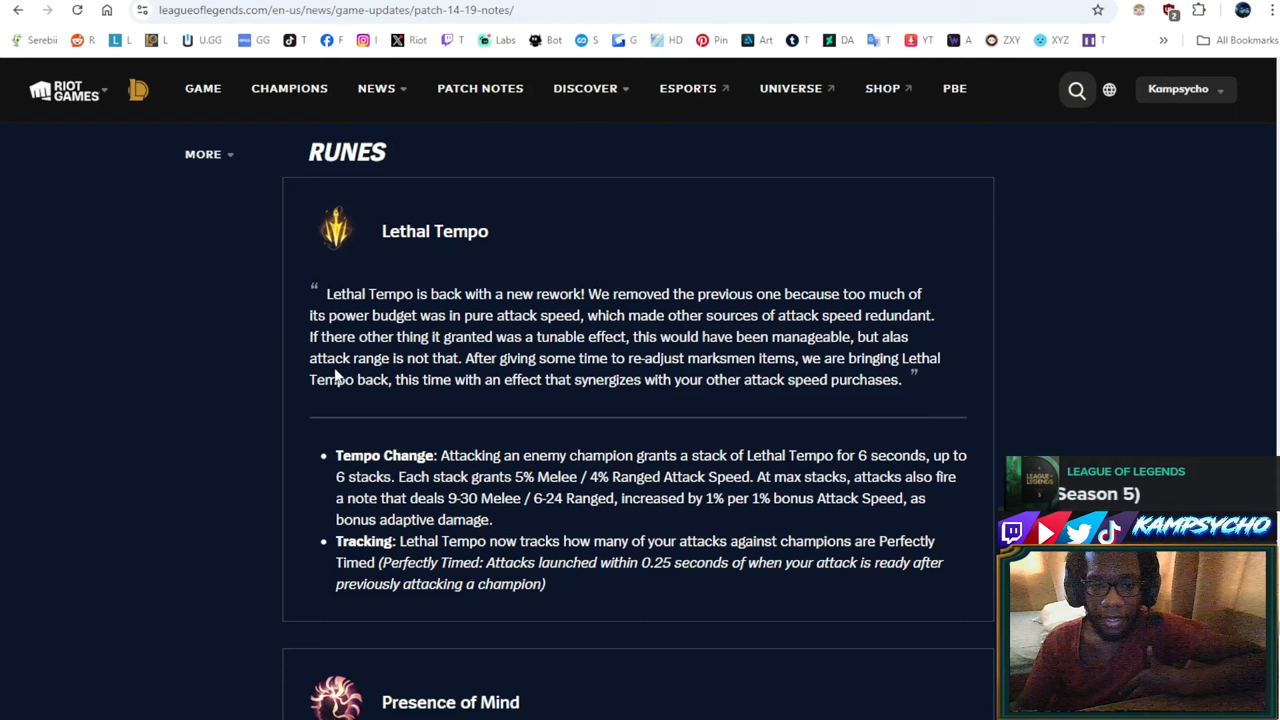 leagueoflegends.com/en-us/news/game-updates/patch-14-19-notes/
2
Serebii R L L U.GG GG T F I Riot T Labs Bot S G HD Pin Art T DA T YT A ZXY XYZ T » All Bookmarks
RIOT GAMES GAME CHAMPIONS NEWS PATCH NOTES DISCOVER ESPORTS UNIVERSE SHOP PBE Kampsycho
MORE
RUNES
Lethal Tempo
“ Lethal Tempo is back with a new rework! We removed the previous one because too much of
its power budget was in pure attack speed, which made other sources of attack speed redundant.
If there other thing it granted was a tunable effect, this would have been manageable, but alas
attack range is not that. After giving some time to re-adjust marksmen items, we are bringing Lethal
Tempo back, this time with an effect that synergizes with your other attack speed purchases. ”
• Tempo Change: Attacking an enemy champion grants a stack of Lethal Tempo for 6 seconds, up to
6 stacks. Each stack grants 5% Melee / 4% Ranged Attack Speed. At max stacks, attacks also fire
a note that deals 9-30 Melee / 6-24 Ranged, increased by 1% per 1% bonus Attack Speed, as
bonus adaptive damage.
• Tracking: Lethal Tempo now tracks how many of your attacks against champions are Perfectly
Timed (Perfectly Timed: Attacks launched within 0.25 seconds of when your attack is ready after
previously attacking a champion)
LEAGUE OF LEGENDS
Season 5)
KAMPSYCHO
Presence of Mind